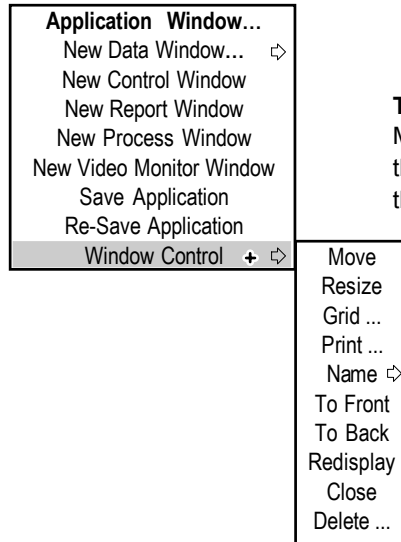 Application Window...
New Data Window...
New Control Window
New Report Window
New Process Window
New Video Monitor Window
Save Application
Re-Save Application
Window Control +
Move
Resize
Grid ...
Print ...
Name
To Front
To Back
Redisplay
Close
Delete ...